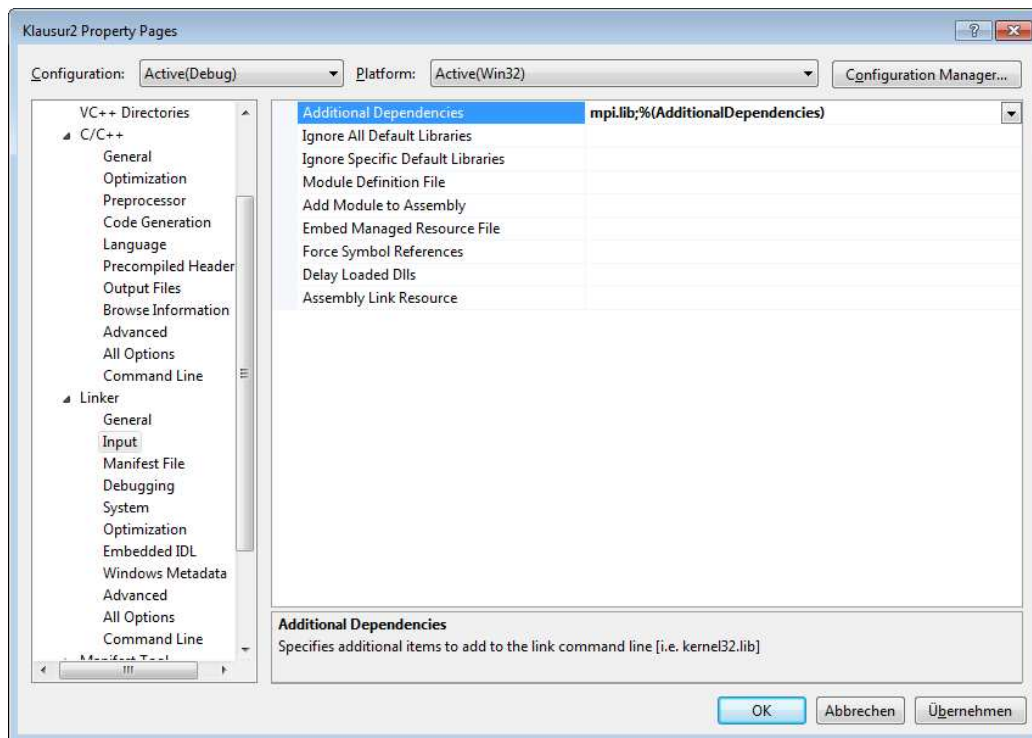 Klausur2 Property Pages
Configuration: Active(Debug) Platform: Active(Win32) Configuration Manager...
VC++ Directories
C/C++
General
Optimization
Preprocessor
Code Generation
Language
Precompiled Header
Output Files
Browse Information
Advanced
All Options
Command Line
Linker
General
Input
Manifest File
Debugging
System
Optimization
Embedded IDL
Windows Metadata
Advanced
All Options
Command Line
Manifest Tool
Additional Dependencies mpi.lib;%(AdditionalDependencies)
Ignore All Default Libraries
Ignore Specific Default Libraries
Module Definition File
Add Module to Assembly
Embed Managed Resource File
Force Symbol References
Delay Loaded Dlls
Assembly Link Resource
Additional Dependencies
Specifies additional items to add to the link command line [i.e. kernel32.lib]
OK Abbrechen Übernehmen